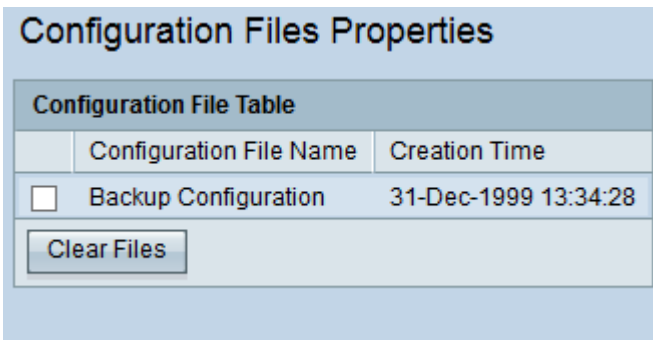 Configuration Files Properties
Configuration File Table
Configuration File Name Creation Time
Backup Configuration 31-Dec-1999 13:34:28
Clear Files